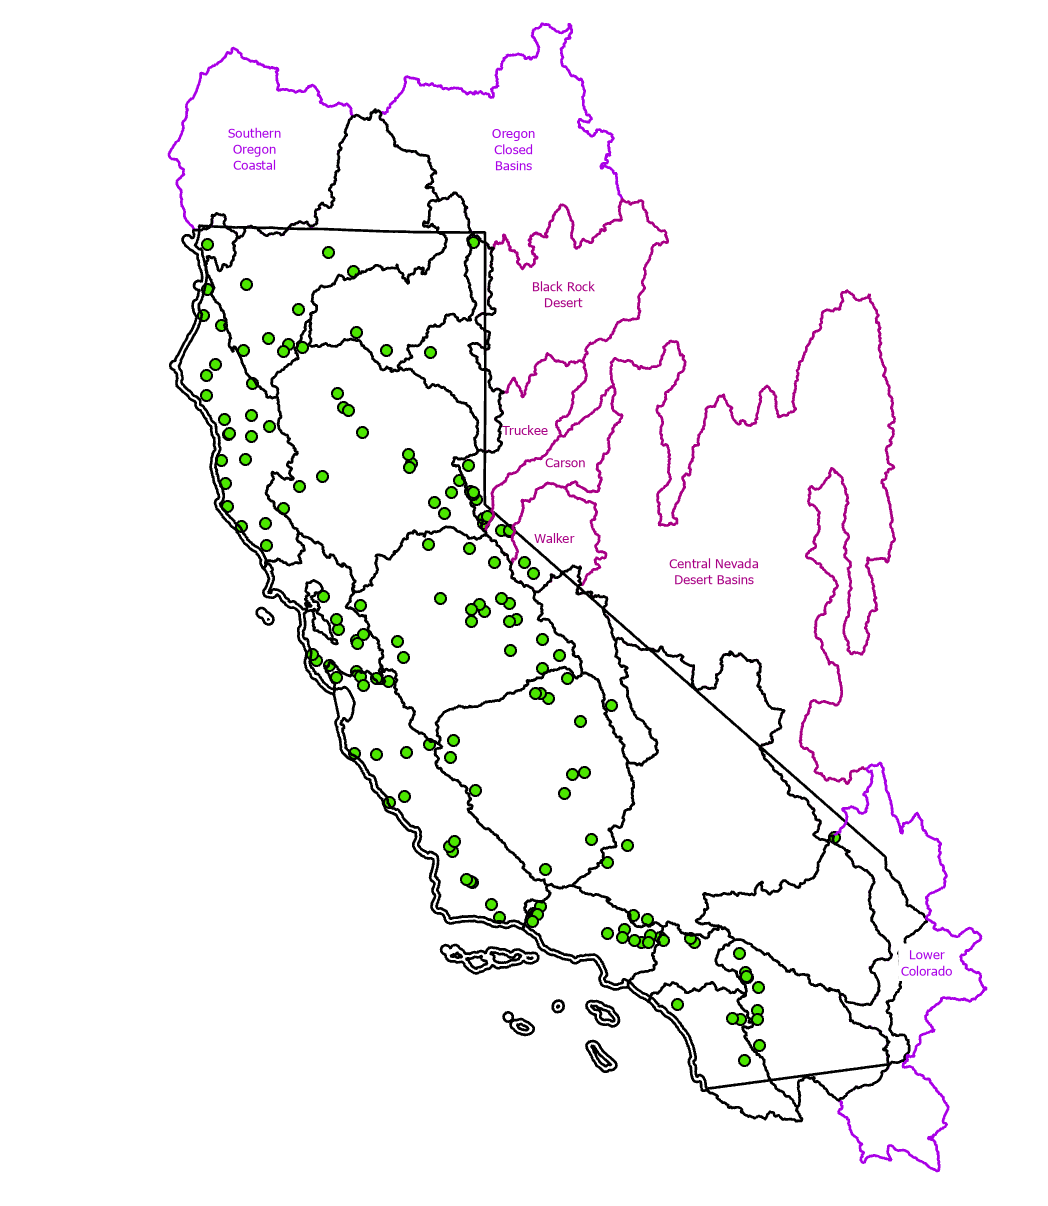 Southern
Oregon
Coastal
Oregon
Closed
Basins
Black Rock
Desert
Truckee
Carson
Walker
Central Nevada
Desert Basins
Lower
Colorado